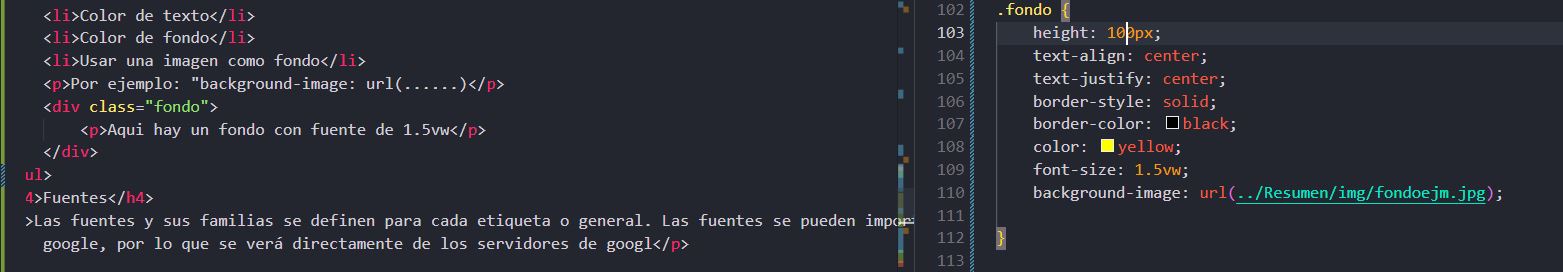 <li>Color de texto</li>
<li>Color de fondo</li>
<li>Usar una imagen como fondo</li>
<p>Por ejemplo: "background-image: url(......)</p>
<div class="fondo">
<p>Aqui hay un fondo con fuente de 1.5vw</p>
</div>
ul>
4>Fuentes</h4>
>Las fuentes y sus familias se definen para cada etiqueta o general. Las fuentes se pueden impor
google, por lo que se verá directamente de los servidores de googl</p>
102 .fondo {
103 height: 100px;
104 text-align: center;
105 text-justify: center;
106 border-style: solid;
107 border-color: black;
108 color: yellow;
109 font-size: 1.5vw;
110 background-image: url(../Resumen/img/fondoejm.jpg);
111
112 }
113